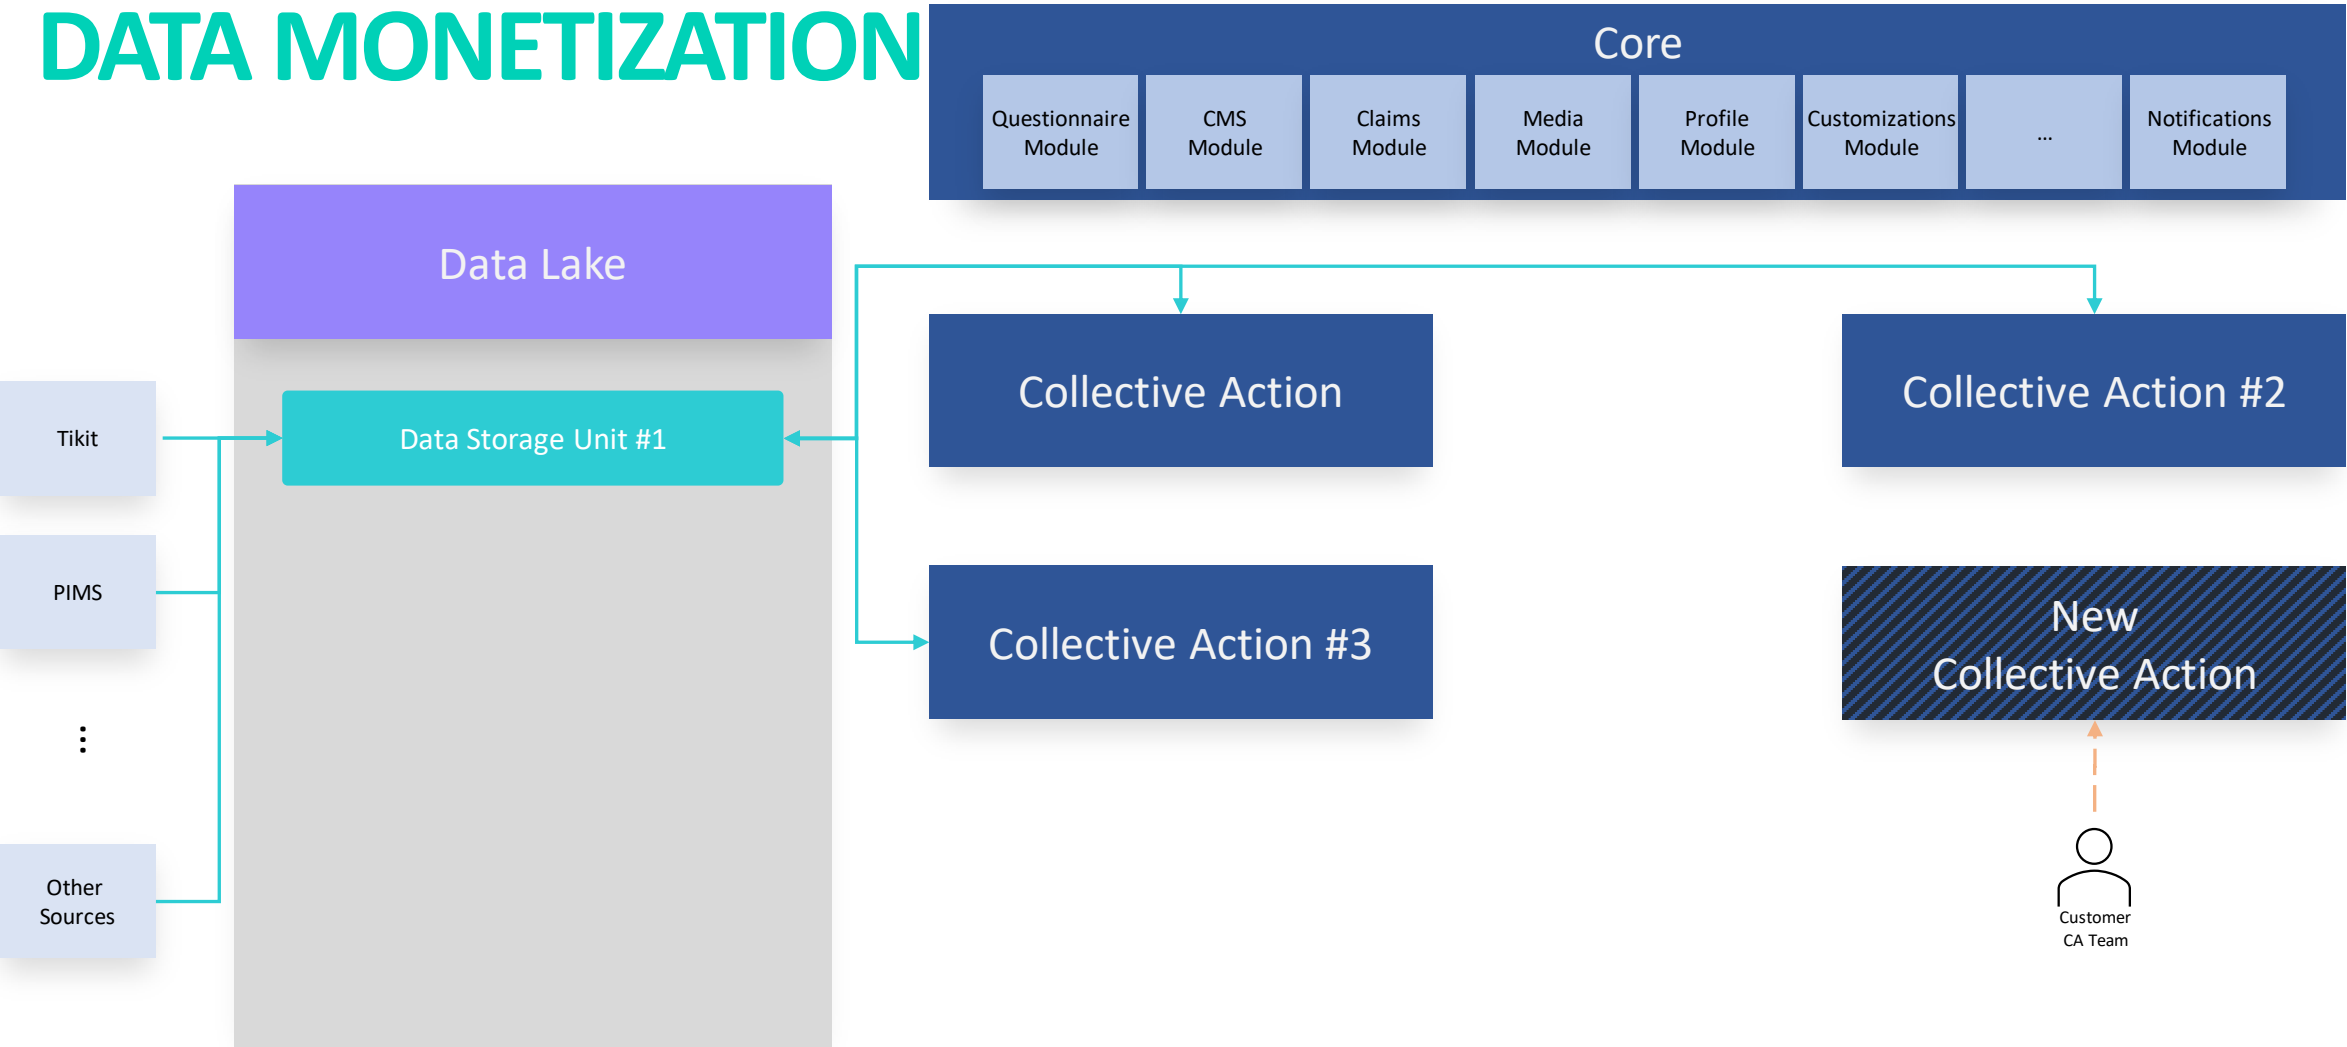 DATA MONETIZATION
Core
Questionnaire
Module
CMS
Module
Claims
Module
Media
Module
Profile
Module
Customizations
Module
...
Notifications
Module
Data Lake
Tikit
PIMS
...
Other
Sources
Data Storage Unit #1
Collective Action
Collective Action #2
Collective Action #3
New
Collective Action
Customer
CA Team